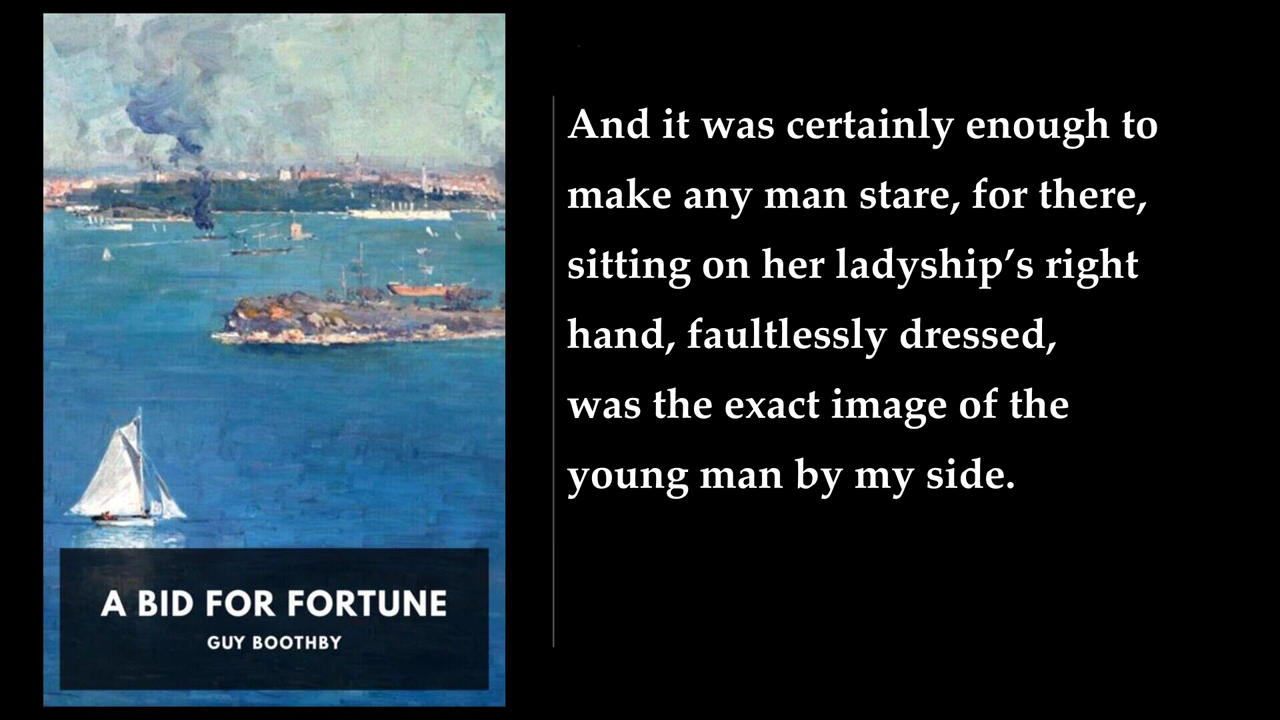 And it was certainly enough to
make any man stare, for there,
sitting on her ladyship’s right
hand, faultlessly dressed,
was the exact image of the
young man by my side.
A BID FOR FORTUNE
GUY BOOTHBY